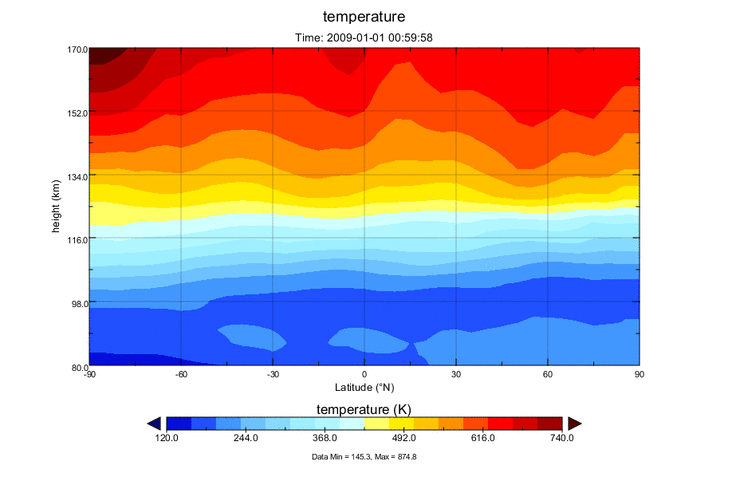 temperature
Time: 2009-01-01 00:59:58
170.0
152.0
134.0
116.0
98.0
80.0
height (km)
-90 -60 -30 0 30 60 90
Latitude (°N)
temperature (K)
120.0 244.0 368.0 492.0 616.0 740.0
Data Min = 145.3, Max = 874.8